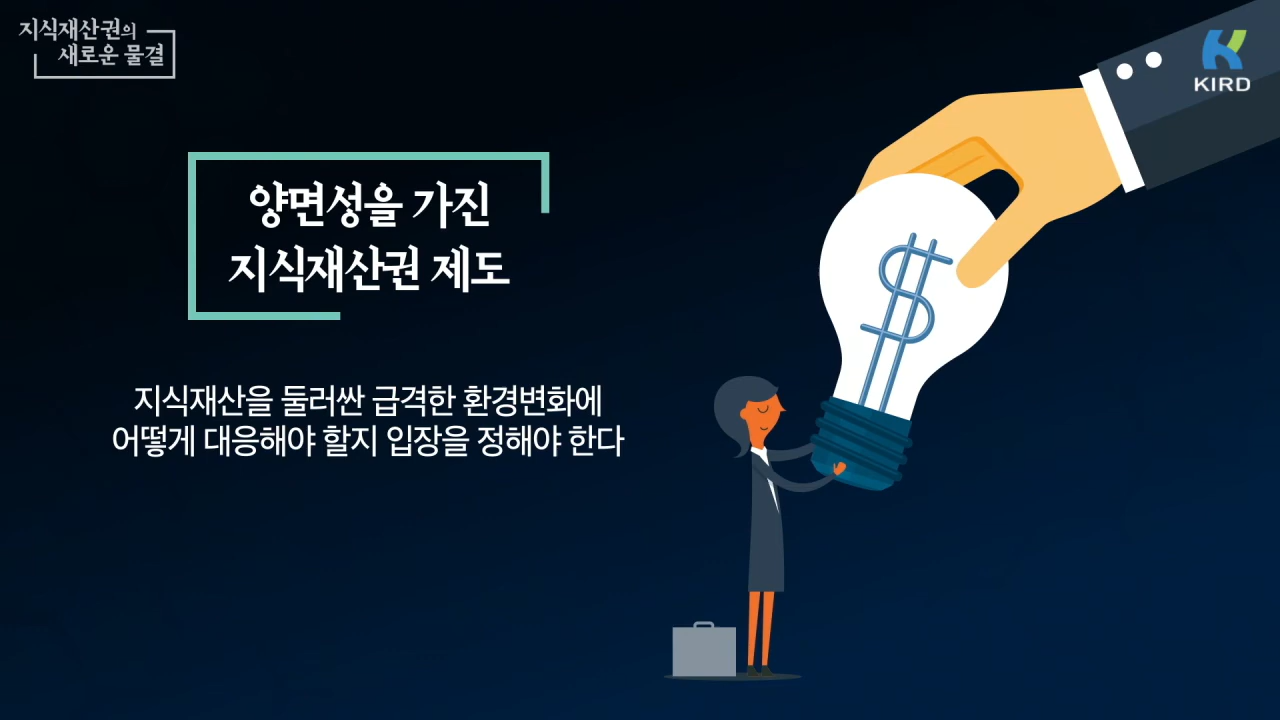 지식재산권의
새로운 물결
KIRD
양면성을 가진
지식재산권 제도
지식재산을 둘러싼 급격한 환경변화에
어떻게 대응해야 할지 입장을 정해야 한다